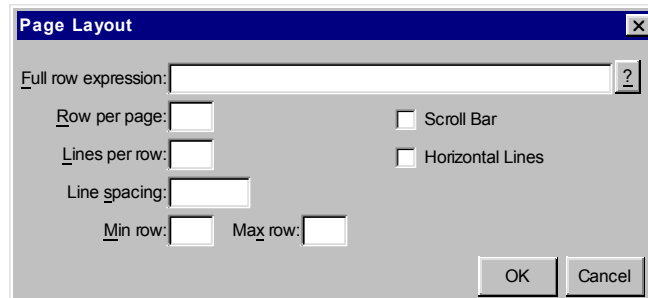 Page Layout
Full row expression: ?
Row per page: Scroll Bar
Lines per row: Horizontal Lines
Line spacing:
Min row: Max row:
OK Cancel